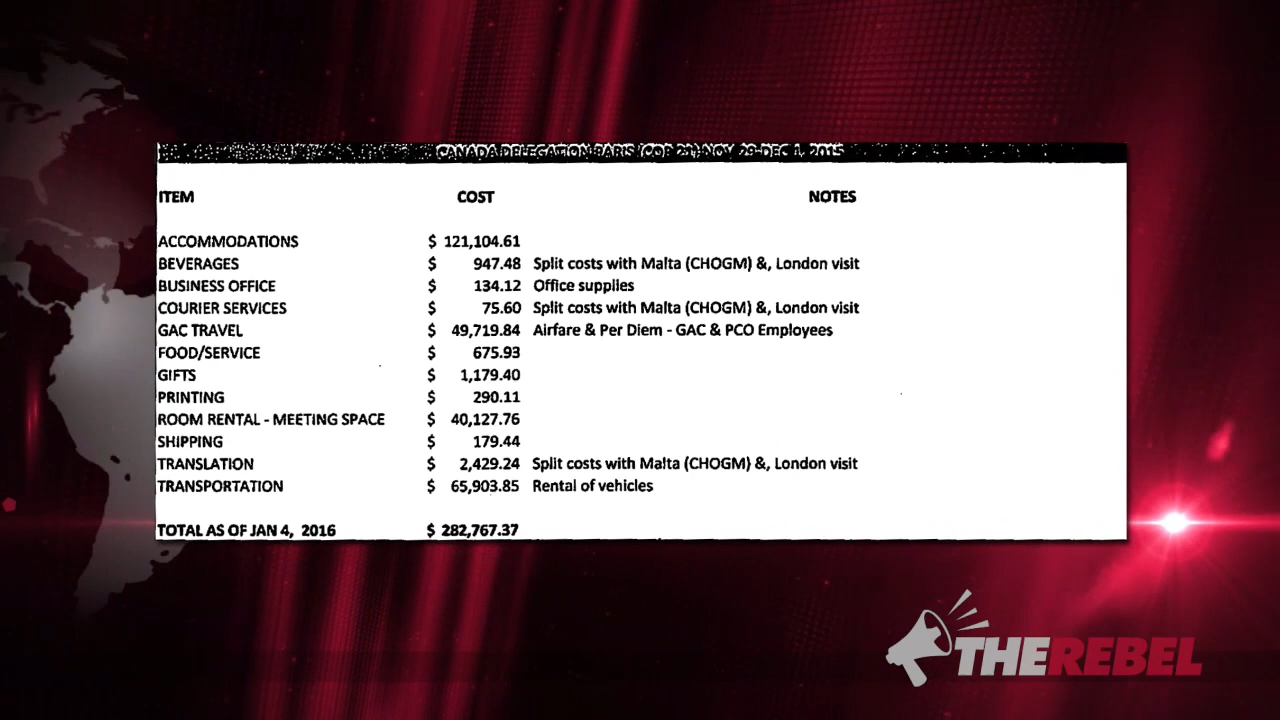 CANADA DELEGATION PARIS (COP 21) NOV 29-DEC 1, 2015
ITEM COST NOTES
ACCOMMODATIONS $ 121,104.61
BEVERAGES $ 947.48 Split costs with Malta (CHOGM) &, London visit
BUSINESS OFFICE $ 134.12 Office supplies
COURIER SERVICES $ 75.60 Split costs with Malta (CHOGM) &, London visit
GAC TRAVEL $ 49,719.84 Airfare & Per Diem - GAC & PCO Employees
FOOD/SERVICE $ 675.93
GIFTS $ 1,179.40
PRINTING $ 290.11
ROOM RENTAL - MEETING SPACE $ 40,127.76
SHIPPING $ 179.44
TRANSLATION $ 2,429.24 Split costs with Malta (CHOGM) &, London visit
TRANSPORTATION $ 65,903.85 Rental of vehicles
TOTAL AS OF JAN 4, 2016 $ 282,767.37
THEREBEL